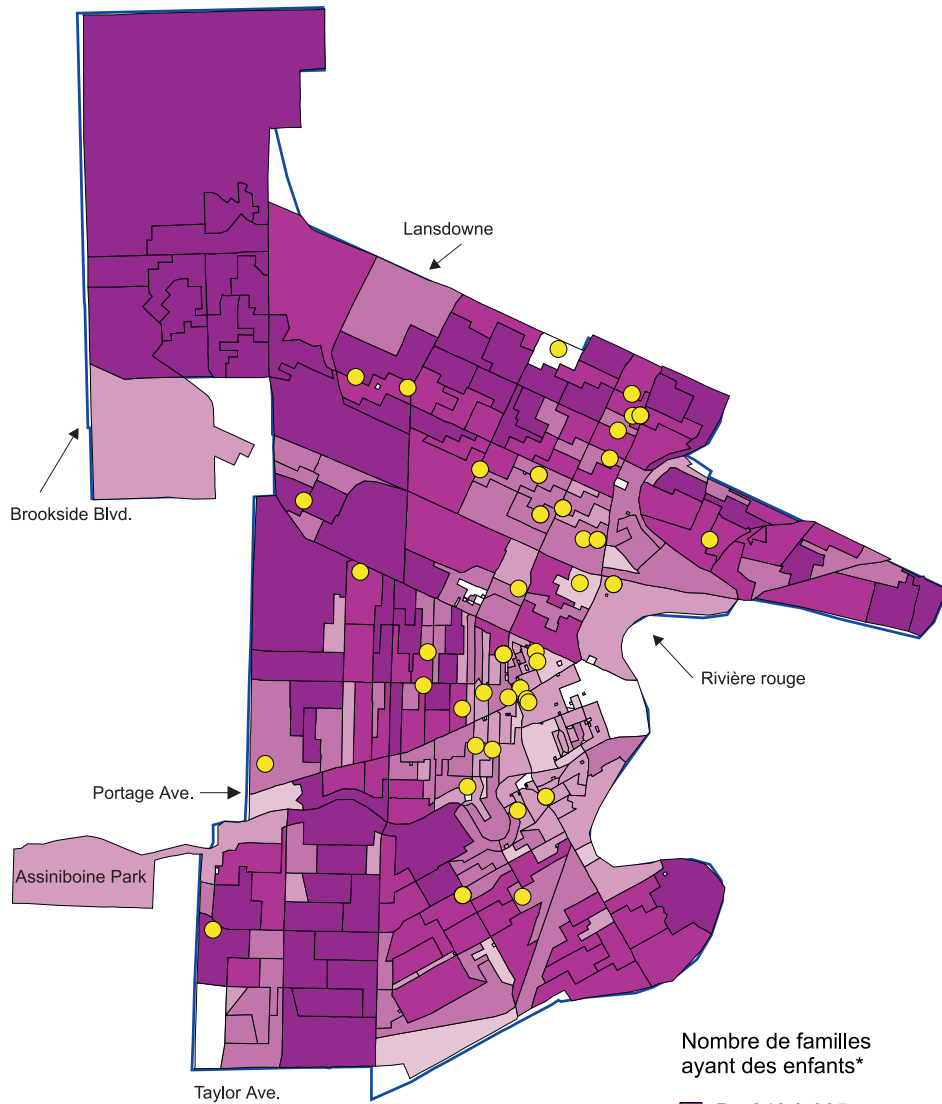 Lansdowne
Brookside Blvd.
Rivière rouge
Portage Ave.
Assiniboine Park
Taylor Ave.
Nombre de familles
ayant des enfants*